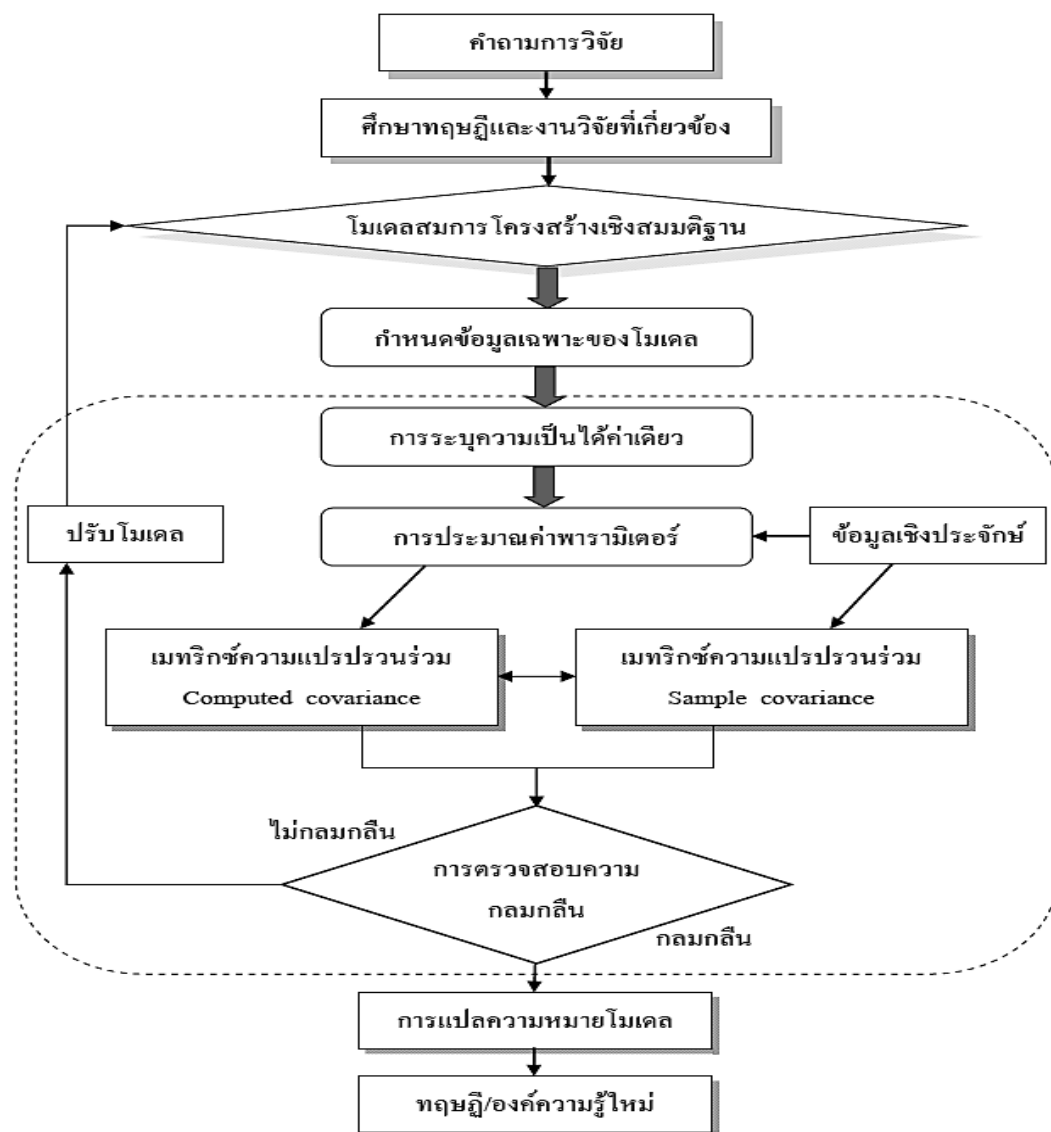 คำถามการวิจัย
ศึกษาทฤษฎีและงานวิจัยที่เกี่ยวข้อง
โมเดลสมการโครงสร้างเชิงสมมติฐาน
กำหนดข้อมูลเฉพาะของโมเดล
การระบุความเป็นได้ค่าเดียว
ปรับโมเดล
การประมาณค่าพารามิเตอร์
ข้อมูลเชิงประจักษ์
เมทริกซ์ความแปรปรวนร่วม
Computed covariance
เมทริกซ์ความแปรปรวนร่วม
Sample covariance
ไม่กลมกลืน
การตรวจสอบความ
กลมกลืน
กลมกลืน
การแปลความหมายโมเดล
ทฤษฎี/องค์ความรู้ใหม่